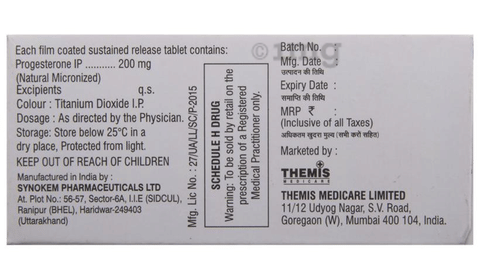 Each film coated sustained release tablet contains:
Progesterone IP ........... 200 mg
(Natural Micronized)
Excipients q.s.
Colour : Titanium Dioxide I.P.
Dosage : As directed by the Physician.
Storage: Store below 25°C in a
dry place, Protected from light.
KEEP OUT OF REACH OF CHILDREN
Manufactured in India by :
SYNOKEM PHARMACEUTICALS LTD
At. Plot No.: 56-57, Sector-6A, I.I.E (SIDCUL),
Ranipur (BHEL), Haridwar-249403
(Uttarakhand)
Mfg. Lic No : 27/UA/LL/SC/P-2015
SCHEDULE H DRUG
Warning: To be sold by retail on the
prescription of a Registered
Medical Practitioner only.
Batch No. :
Mfg. Date :
उत्पादन की तिथि
Expiry Date :
समाप्ति की तिथि
MRP ₹ :
(Inclusive of all Taxes)
अधिकतम खुदरा मुल्य (सभी करों सहित)
Marketed by :
THEMIS
MEDICARE
THEMIS MEDICARE LIMITED
11/12 Udyog Nagar, S.V. Road,
Goregaon (W), Mumbai 400 104, India.